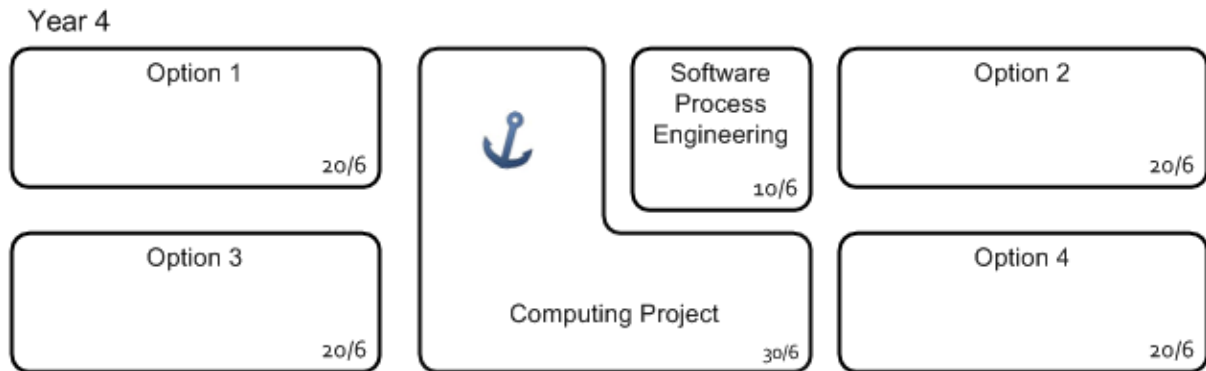 Year 4
Option 1
20/6
Software
Process
Engineering
10/6
Option 2
20/6
Option 3
20/6
Computing Project
30/6
Option 4
20/6